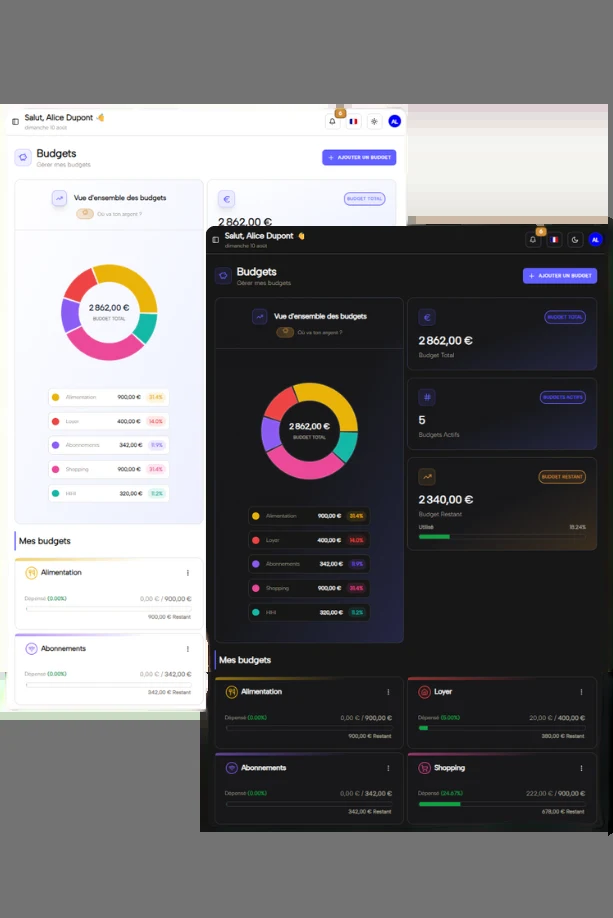 Salut, Alice Dupont 👋
dimanche 10 août
6
AL
Budgets
Gérer mes budgets
+ AJOUTER UN BUDGET
Vue d'ensemble des budgets
Où va ton argent ?
2 862,00 €
BUDGET TOTAL
Alimentation 900,00 € 31.4%
Loyer 400,00 € 14.0%
Abonnements 342,00 € 11.9%
Shopping 900,00 € 31.4%
HHI 320,00 € 11.2%
€
BUDGET TOTAL
2 862,00 €
Mes budgets
Alimentation
Dépensé (0.00%) 0,00 € / 900,00 €
900,00 € Restant
Abonnements
Dépensé (0.00%) 0,00 € / 342,00 €
342,00 € Restant
Salut, Alice Dupont 👋
dimanche 10 août
6
AL
Budgets
Gérer mes budgets
+ AJOUTER UN BUDGET
Vue d'ensemble des budgets
Où va ton argent ?
2 862,00 €
BUDGET TOTAL
Alimentation 900,00 € 31.4%
Loyer 400,00 € 14.0%
Abonnements 342,00 € 11.9%
Shopping 900,00 € 31.4%
HHI 320,00 € 11.2%
€
BUDGET TOTAL
2 862,00 €
Budget Total
#
BUDGETS ACTIFS
5
Budgets Actifs
BUDGET RESTANT
2 340,00 €
Budget Restant
Utilisé 18.24%
Mes budgets
Alimentation
Dépensé (0.00%) 0,00 € / 900,00 €
900,00 € Restant
Loyer
Dépensé (5.00%) 20,00 € / 400,00 €
380,00 € Restant
Abonnements
Dépensé (0.00%) 0,00 € / 342,00 €
342,00 € Restant
Shopping
Dépensé (24.67%) 222,00 € / 900,00 €
678,00 € Restant